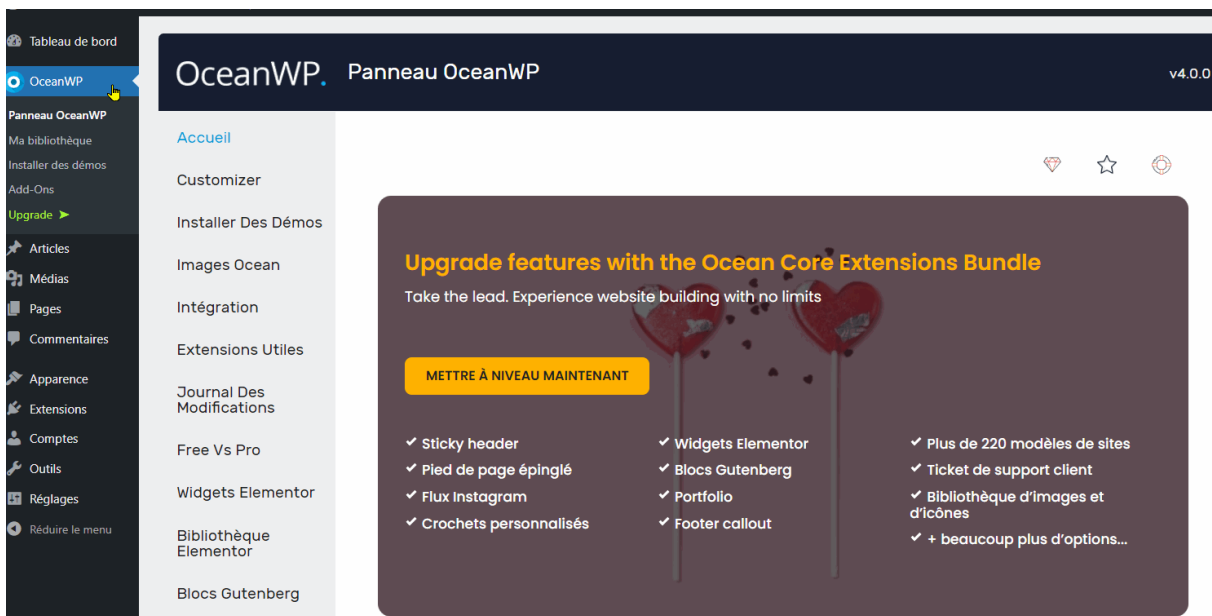 Tableau de bord
OceanWP
Panneau OceanWP
Ma bibliothèque
Installer des démos
Add-Ons
Upgrade ➤
Articles
Médias
Pages
Commentaires
Apparence
Extensions
Comptes
Outils
Réglages
Réduire le menu
OceanWP. Panneau OceanWP v4.0.0
Accueil
Customizer
Installer Des Démos
Images Ocean
Intégration
Extensions Utiles
Journal Des
Modifications
Free Vs Pro
Widgets Elementor
Bibliothèque
Elementor
Blocs Gutenberg
Upgrade features with the Ocean Core Extensions Bundle
Take the lead. Experience website building with no limits
METTRE À NIVEAU MAINTENANT
✓ Sticky header
✓ Pied de page épinglé
✓ Flux Instagram
✓ Crochets personnalisés
✓ Widgets Elementor
✓ Blocs Gutenberg
✓ Portfolio
✓ Footer callout
✓ Plus de 220 modèles de sites
✓ Ticket de support client
✓ Bibliothèque d’images et
d’icônes
✓ + beaucoup plus d’options...